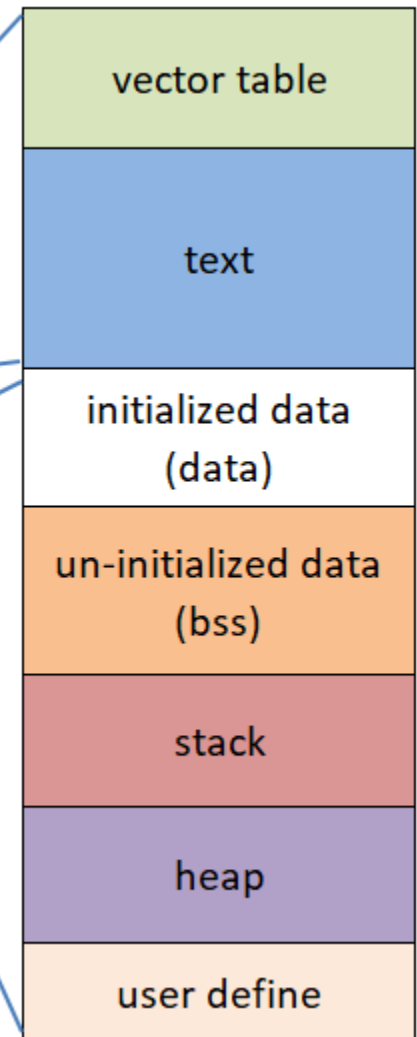 vector table
text
initialized data
(data)
un-initialized data
(bss)
stack
heap
user define